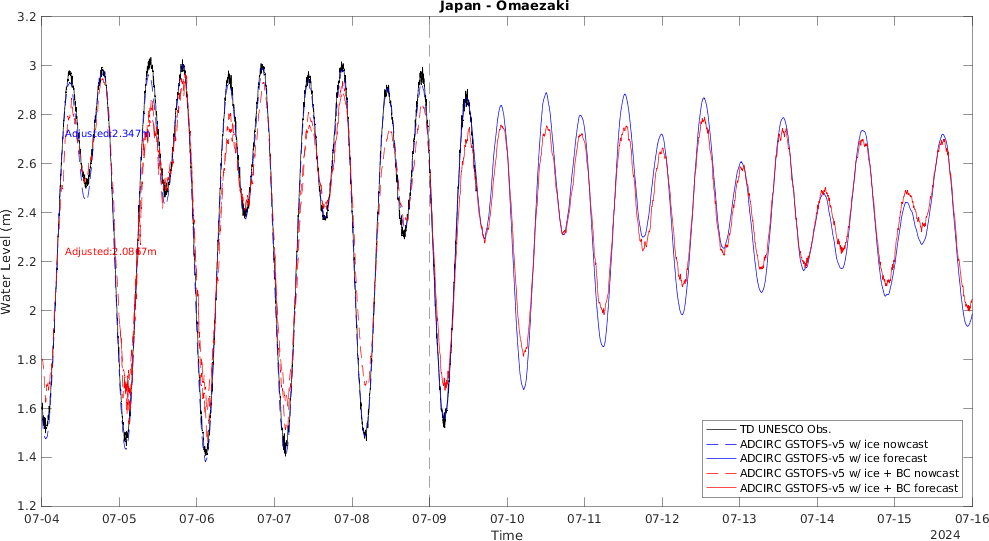 Japan - Omaezaki
3.2
3
2.8
2.6
2.4
2.2
2
1.8
1.6
1.4
1.2
Water Level (m)
Adjusted:2.347m
Adjusted:2.0867m
TD UNESCO Obs.
ADCIRC GSTOFS-v5 w/ ice nowcast
ADCIRC GSTOFS-v5 w/ ice forecast
ADCIRC GSTOFS-v5 w/ ice + BC nowcast
ADCIRC GSTOFS-v5 w/ ice + BC forecast
07-04 07-05 07-06 07-07 07-08 07-09 07-10 07-11 07-12 07-13 07-14 07-15 07-16
Time
2024